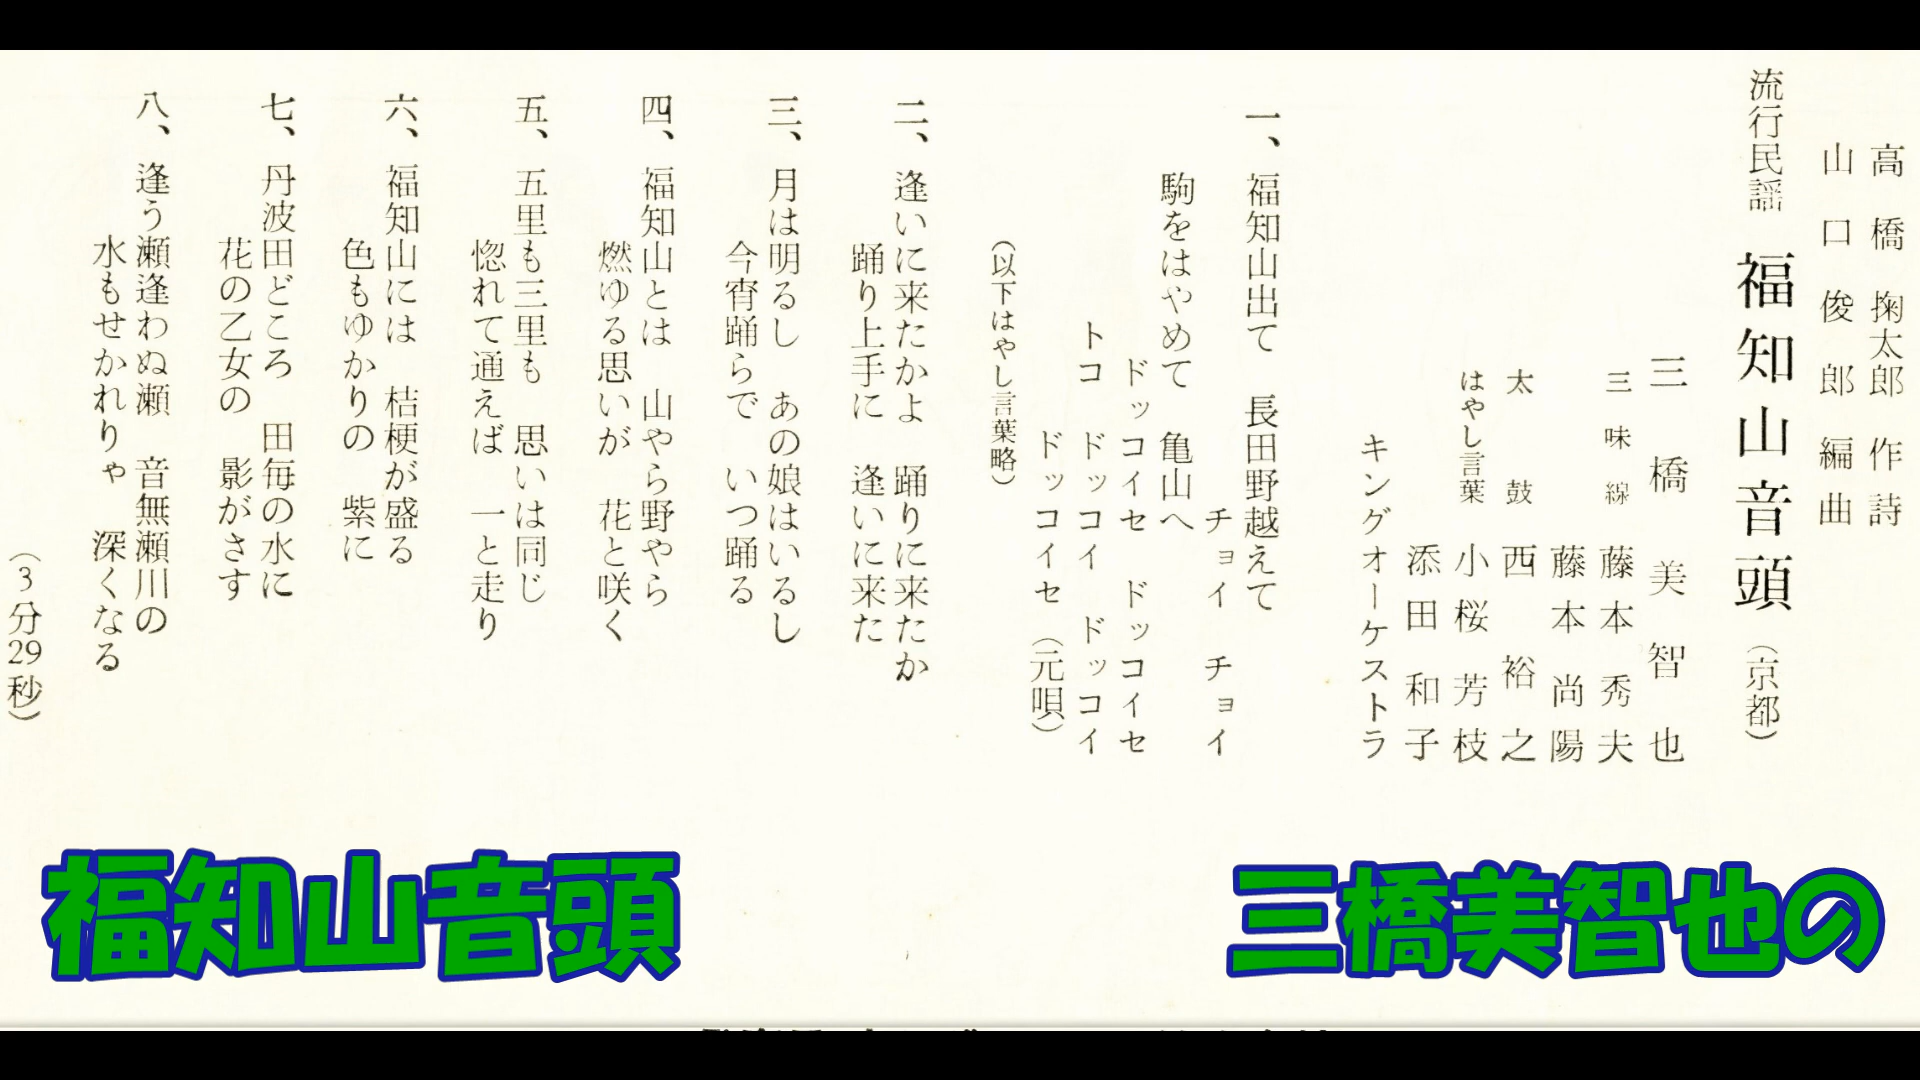 高橋掬太郎 作詩
山口俊郎 編曲
流行民謡 福知山音頭（京都）
三橋美智也
三味線 藤本秀夫
藤本尚陽
太鼓 西裕之
はやし言葉 小桜芳枝
添田和子
キングオーケストラ
一、福知山出て 長田野越えて
チョイ チョイ
駒をはやめて 亀山へ
ドッコイセ ドッコイセ
トコ ドッコイ ドッコイ
ドッコイセ（元唄）
（以下はやし言葉略）
二、逢いに来たかよ 踊りに来たか
踊り上手に 逢いに来た
三、月は明るし あの娘はいるし
今宵踊らで いつ踊る
四、福知山とは 山やら野やら
燃ゆる思いが 花と咲く
五、五里も三里も 思いは同じ
惚れて通えば 一と走り
六、福知山には 桔梗が盛る
色もゆかりの 紫に
七、丹波田どころ 田毎の水に
花の乙女の 影がさす
八、逢う瀬逢わぬ瀬 音無瀬川の
水もせかれりゃ 深くなる
（3分29秒）
三橋美智也の
福知山音頭